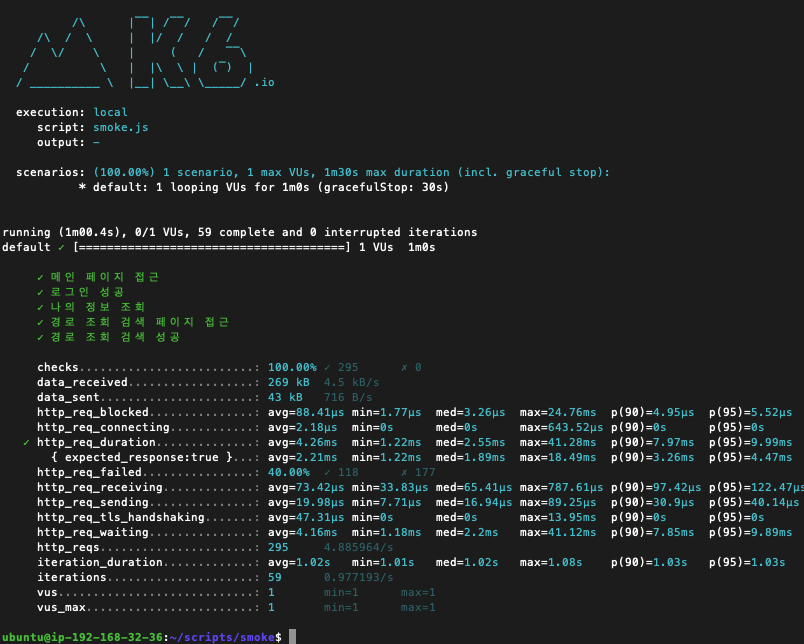 .io
execution: local
script: smoke.js
output: -
scenarios: (100.00%) 1 scenario, 1 max VUs, 1m30s max duration (incl. graceful stop):
* default: 1 looping VUs for 1m0s (gracefulStop: 30s)
running (1m00.4s), 0/1 VUs, 59 complete and 0 interrupted iterations
default ✓ [======================================] 1 VUs  1m0s
✓ 메인 페이지 접근
✓ 로그인 성공
✓ 나의 정보 조회
✓ 경로 조회 검색 페이지 접근
✓ 경로 조회 검색 성공
checks.........................: 100.00% ✓ 295 ✗ 0
data_received..................: 269 kB 4.5 kB/s
data_sent......................: 43 kB 716 B/s
http_req_blocked...............: avg=88.41µs min=1.77µs med=3.26µs max=24.76ms p(90)=4.95µs p(95)=5.52µs
http_req_connecting............: avg=2.18µs min=0s med=0s max=643.52µs p(90)=0s p(95)=0s
✓ http_req_duration..............: avg=4.26ms min=1.22ms med=2.55ms max=41.28ms p(90)=7.97ms p(95)=9.99ms
{ expected_response:true }...: avg=2.21ms min=1.22ms med=1.89ms max=18.49ms p(90)=3.26ms p(95)=4.47ms
http_req_failed................: 40.00% ✓ 118 ✗ 177
http_req_receiving.............: avg=73.42µs min=33.83µs med=65.41µs max=787.61µs p(90)=97.42µs p(95)=122.47µs
http_req_sending...............: avg=19.98µs min=7.71µs med=16.94µs max=89.25µs p(90)=30.9µs p(95)=40.14µs
http_req_tls_handshaking.......: avg=47.31µs min=0s med=0s max=13.95ms p(90)=0s p(95)=0s
http_req_waiting...............: avg=4.16ms min=1.18ms med=2.2ms max=41.12ms p(90)=7.85ms p(95)=9.89ms
http_reqs......................: 295 4.885964/s
iteration_duration.............: avg=1.02s min=1.01s med=1.02s max=1.08s p(90)=1.03s p(95)=1.03s
iterations.....................: 59 0.977193/s
vus............................: 1 min=1 max=1
vus_max........................: 1 min=1 max=1
ubuntu@ip-192-168-32-36:~/scripts/smoke$